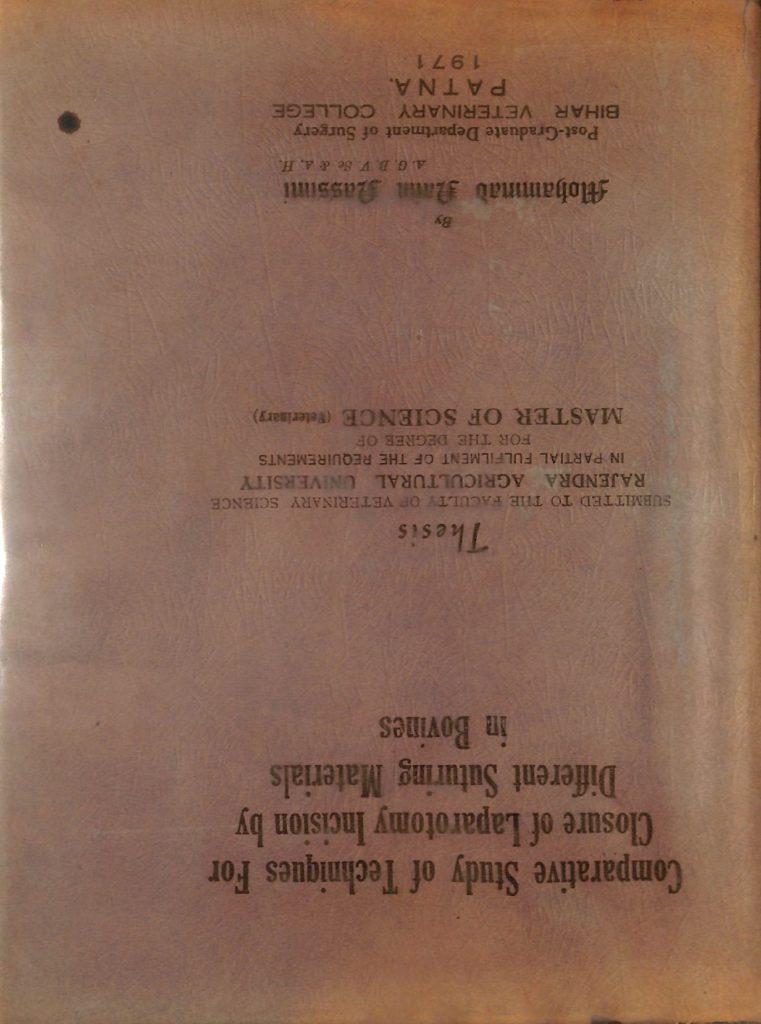 Comparative Study of Techniques For
Closure of Laparotomy Incision by
Different Suturing Materials
in Bovines
Thesis
SUBMITTED TO THE FACULTY OF VETERINARY SCIENCE
RAJENDRA AGRICULTURAL UNIVERSITY
IN PARTIAL FULFILMENT OF THE REQUIREMENTS
FOR THE DEGREE OF
MASTER OF SCIENCE (Veterinary)
By
Mohammad Nassimi
A. G. B. V. Sc & A. H.
Post-Graduate Department of Surgery
BIHAR VETERINARY COLLEGE
PATNA.
1971